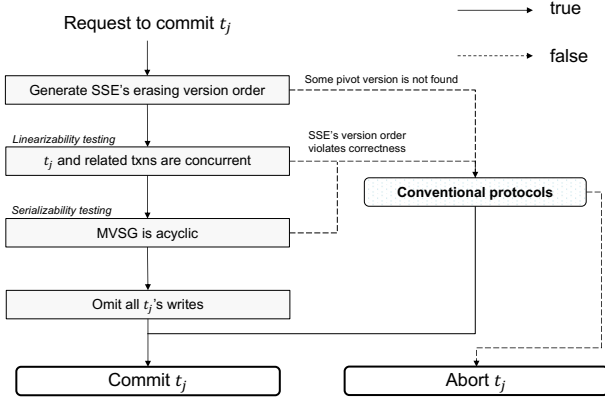 Request to commit t_j
true
false
Generate SSE's erasing version order
Some pivot version is not found
Linearizability testing
t_j and related txns are concurrent
SSE's version order
violates correctness
Conventional protocols
Serializability testing
MVSG is acyclic
Omit all t_j's writes
Commit t_j
Abort t_j